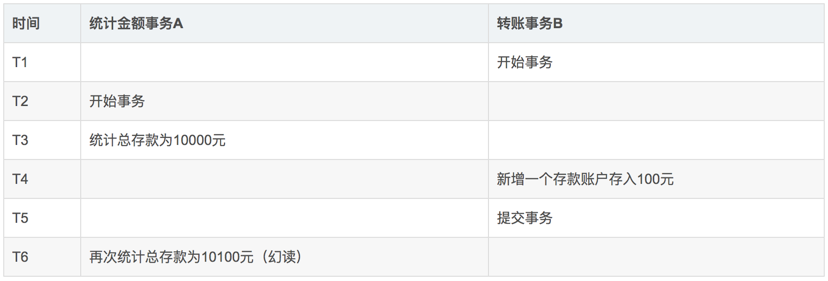 时间 统计金额事务A 转账事务B
T1 开始事务
T2 开始事务
T3 统计总存款为10000元
T4 新增一个存款账户存入100元
T5 提交事务
T6 再次统计总存款为10100元（幻读）